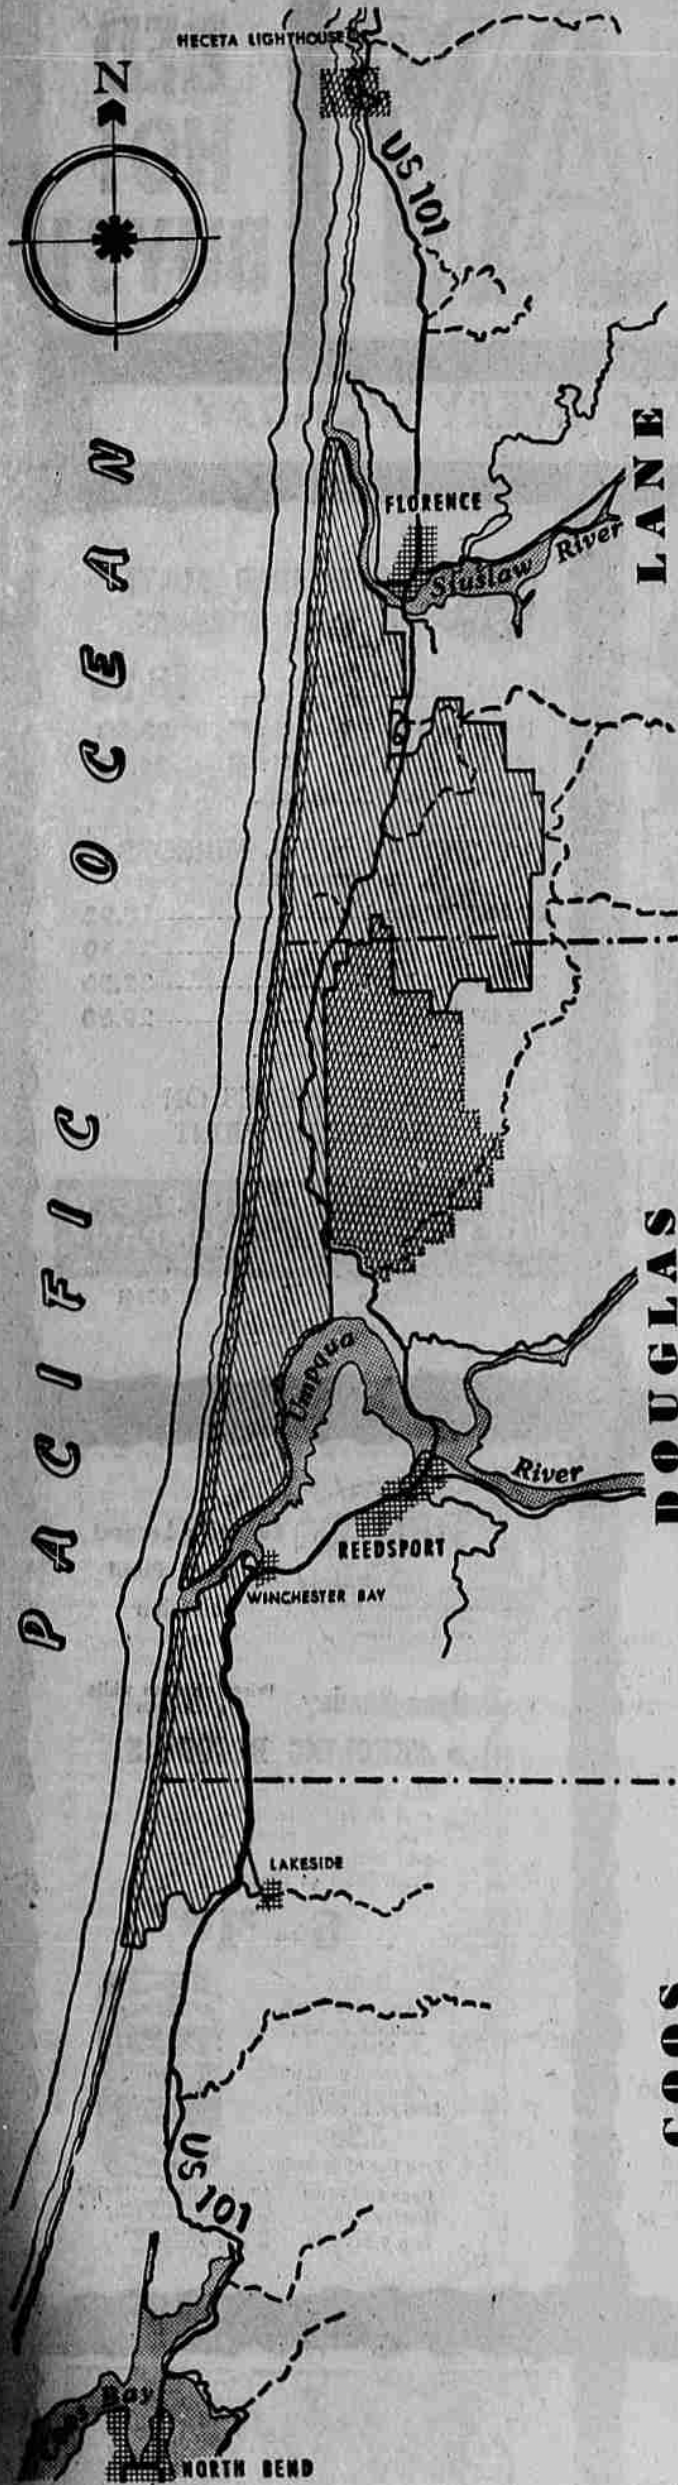 HECETA LIGHTHOUSE
N
US 101
PACIFIC OCEAN
LANE
FLORENCE
Siuslaw River
DOUGLAS
Umpqua
River
REEDSPORT
WINCHESTER BAY
LAKESIDE
COOS
US 101
Bay
NORTH BEND